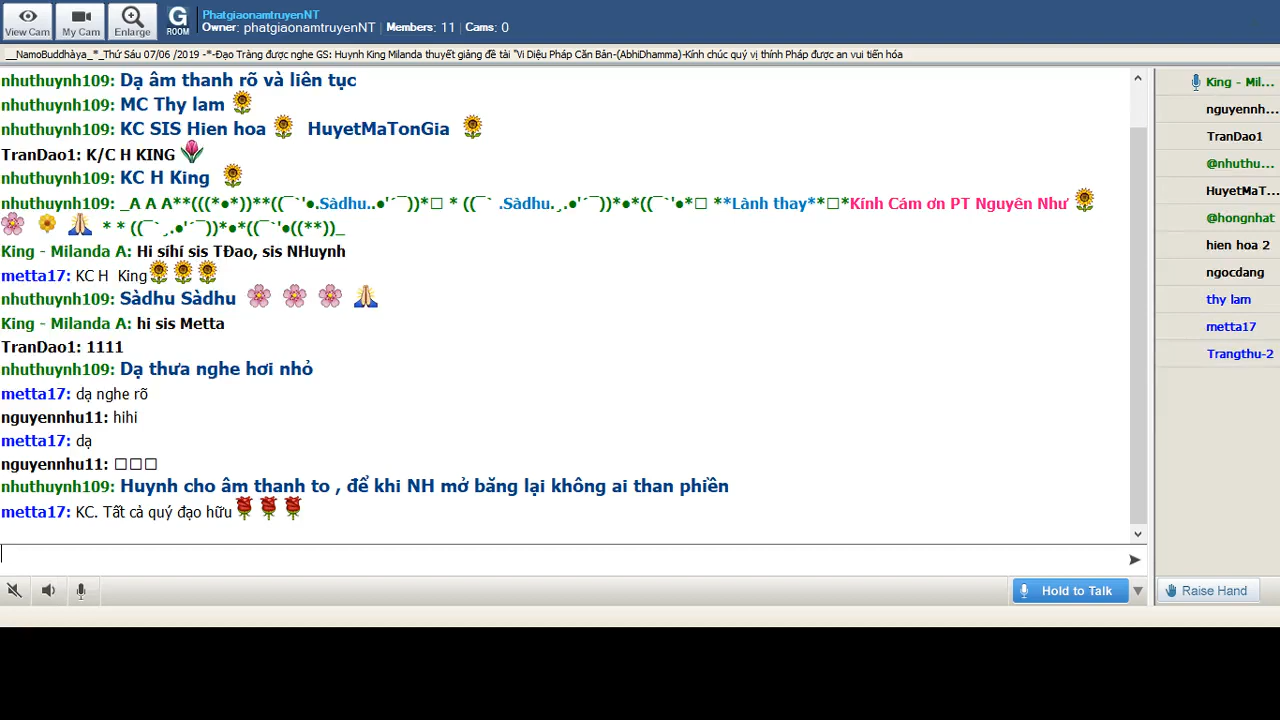 View Cam
My Cam
Enlarge
G
ROOM
PhatgiaonamtruyenNT
Owner: phatgiaonamtruyenNT | Members: 11 | Cams: 0
__NamoBuddhàya_*_Thứ Sáu 07/06 /2019 -*-Đạo Tràng được nghe GS: Huynh King Milanda thuyết giảng đề tài "Vi Diệu Pháp Căn Bản-(AbhiDhamma)-Kính chúc quý vị thính Pháp được an vui tiến hóa
nhuthuynh109: Dạ âm thanh rõ và liên tục
nhuthuynh109: MC Thy lam
nhuthuynh109: KC SIS Hien hoa HuyetMaTonGia
TranDao1: K/C H KING
nhuthuynh109: KC H King
nhuthuynh109: _A A A**(((*●*))**((¯`'●.Sàdhu..●'´¯))*□ * ((¯` .Sàdhu.¸.●'´¯))*●*((¯`'●*□ **Lành thay**□*Kính Cám ơn PT Nguyên Như
* * ((¯`¸.●'´¯))*●*((¯`'●((**))_
King - Milanda A: Hi síhí sis TĐao, sis NHuynh
metta17: KC H King
nhuthuynh109: Sàdhu Sàdhu
King - Milanda A: hi sis Metta
TranDao1: 1111
nhuthuynh109: Dạ thưa nghe hơi nhỏ
metta17: dạ nghe rõ
nguyennhu11: hihi
metta17: dạ
nguyennhu11: □□□
nhuthuynh109: Huynh cho âm thanh to , để khi NH mở băng lại không ai than phiền
metta17: KC. Tất cả quý đạo hữu
King - Mil...
nguyennh...
TranDao1
@nhuthu...
HuyetMaT...
@hongnhat
hien hoa 2
ngocdang
thy lam
metta17
Trangthu-2
Hold to Talk
Raise Hand